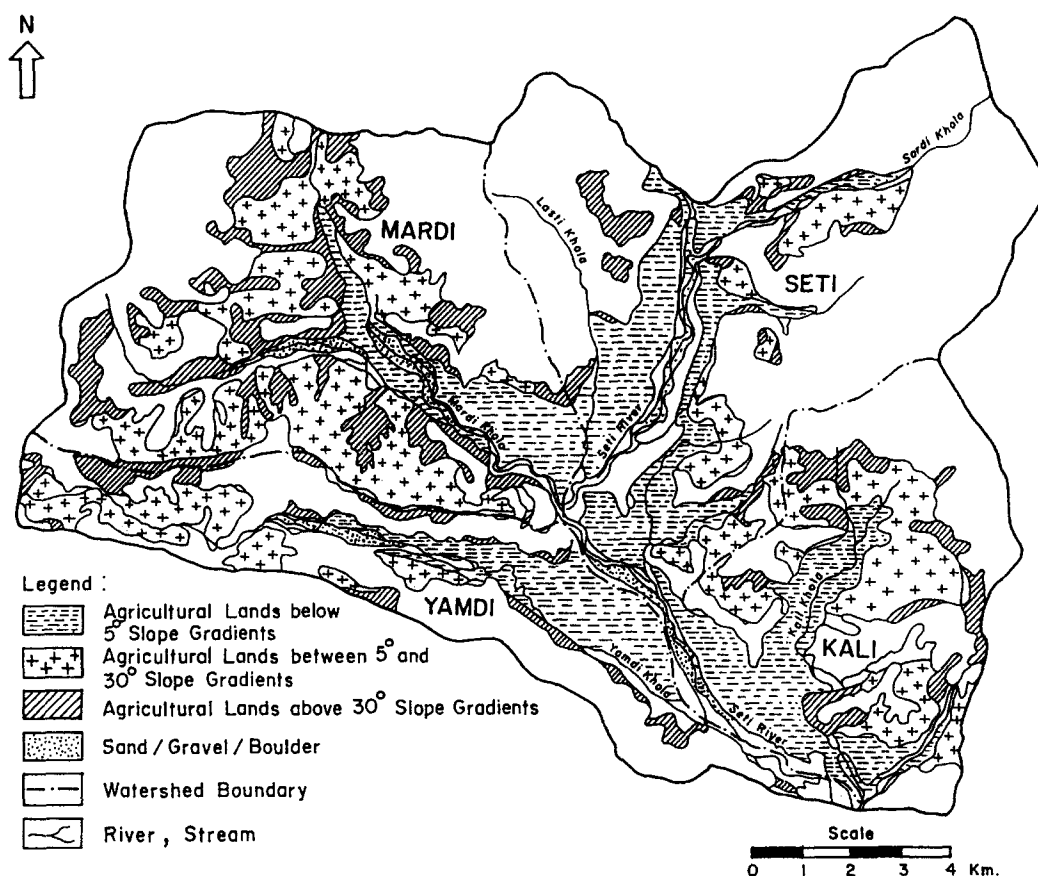 N
Sardi Khola
Lasti Khola
MARDI
SETI
Mardi Khola
Seti River
Kali Khola
KALI
YAMDI
Yamdi Khola
Seti River
Legend :
Agricultural Lands below
5° Slope Gradients
Agricultural Lands between 5° and
30° Slope Gradients
Agricultural Lands above 30° Slope Gradients
Sand / Gravel / Boulder
Watershed Boundary
River , Stream
Scale
0 1 2 3 4 Km.